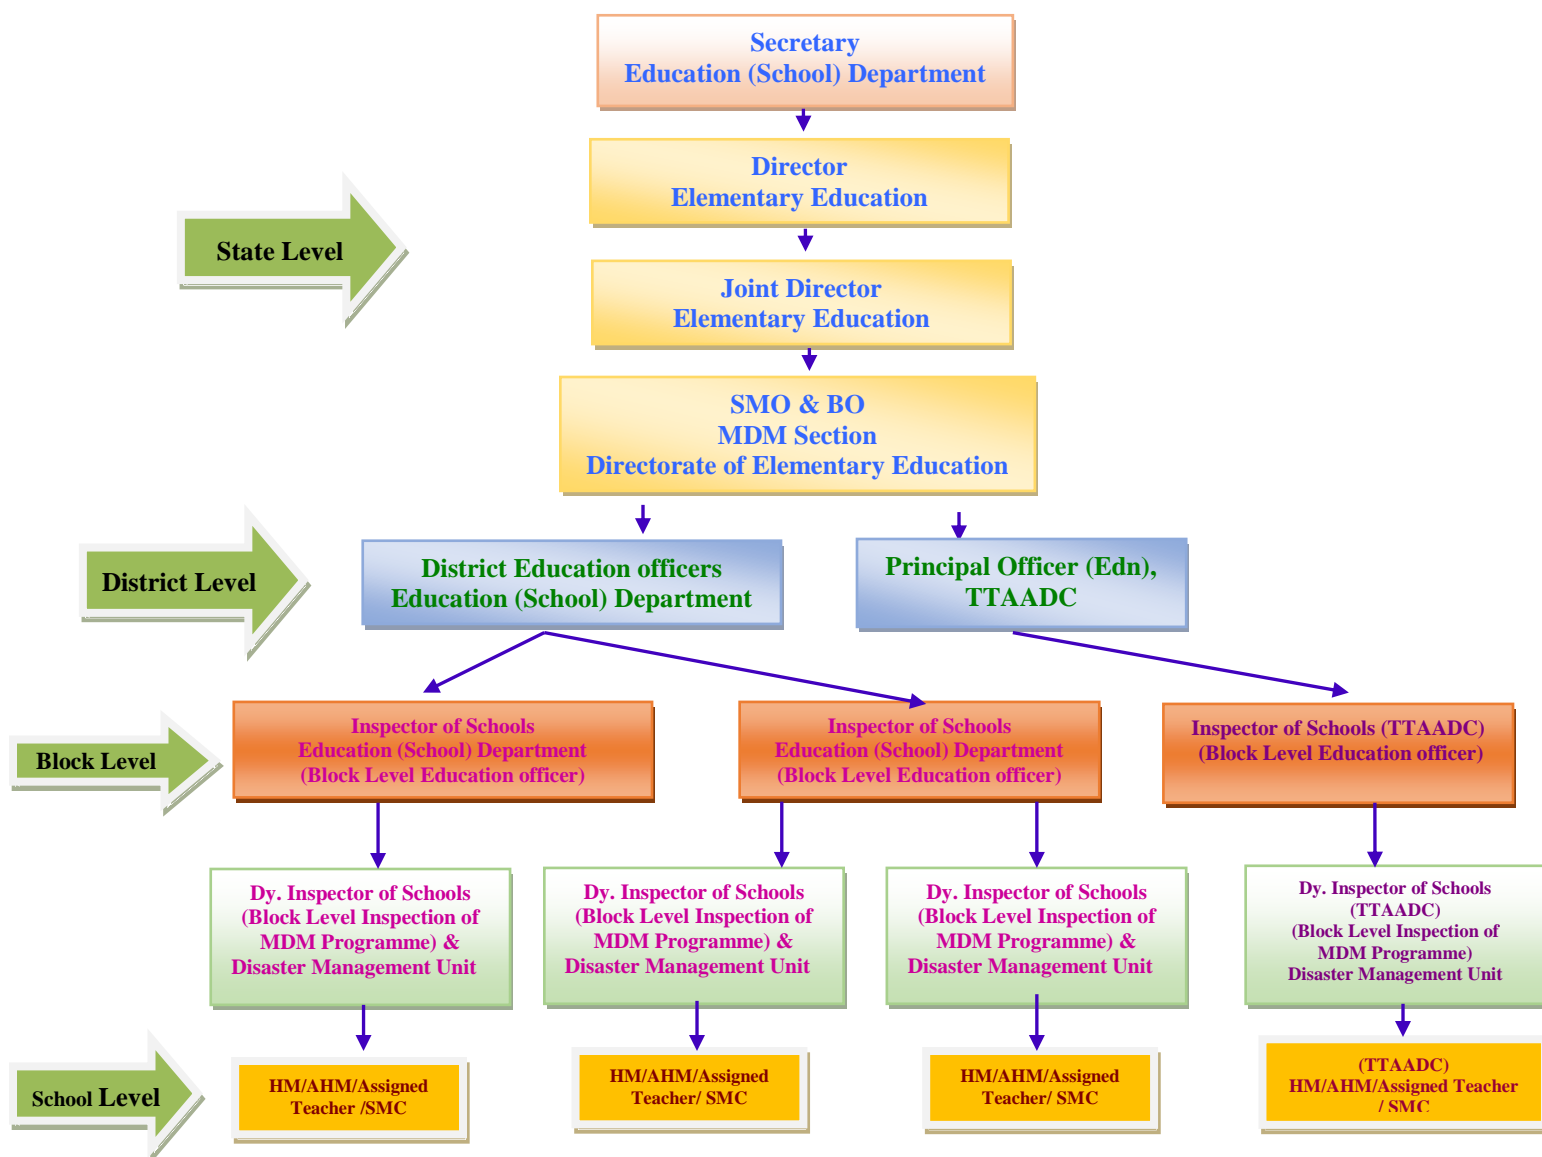 Secretary
Education (School) Department
Director
Elementary Education
State Level
Joint Director
Elementary Education
SMO & BO
MDM Section
Directorate of Elementary Education
District Level
District Education officers
Education (School) Department
Principal Officer (Edn),
TTAADC
Block Level
Inspector of Schools
Education (School) Department
(Block Level Education officer)
Inspector of Schools
Education (School) Department
(Block Level Education officer)
Inspector of Schools (TTAADC)
(Block Level Education officer)
Dy. Inspector of Schools
(Block Level Inspection of
MDM Programme) &
Disaster Management Unit
Dy. Inspector of Schools
(Block Level Inspection of
MDM Programme) &
Disaster Management Unit
Dy. Inspector of Schools
(Block Level Inspection of
MDM Programme) &
Disaster Management Unit
Dy. Inspector of Schools
(TTAADC)
(Block Level Inspection of
MDM Programme)
Disaster Management Unit
School Level
HM/AHM/Assigned
Teacher /SMC
HM/AHM/Assigned
Teacher/ SMC
HM/AHM/Assigned
Teacher/ SMC
(TTAADC)
HM/AHM/Assigned Teacher
/ SMC